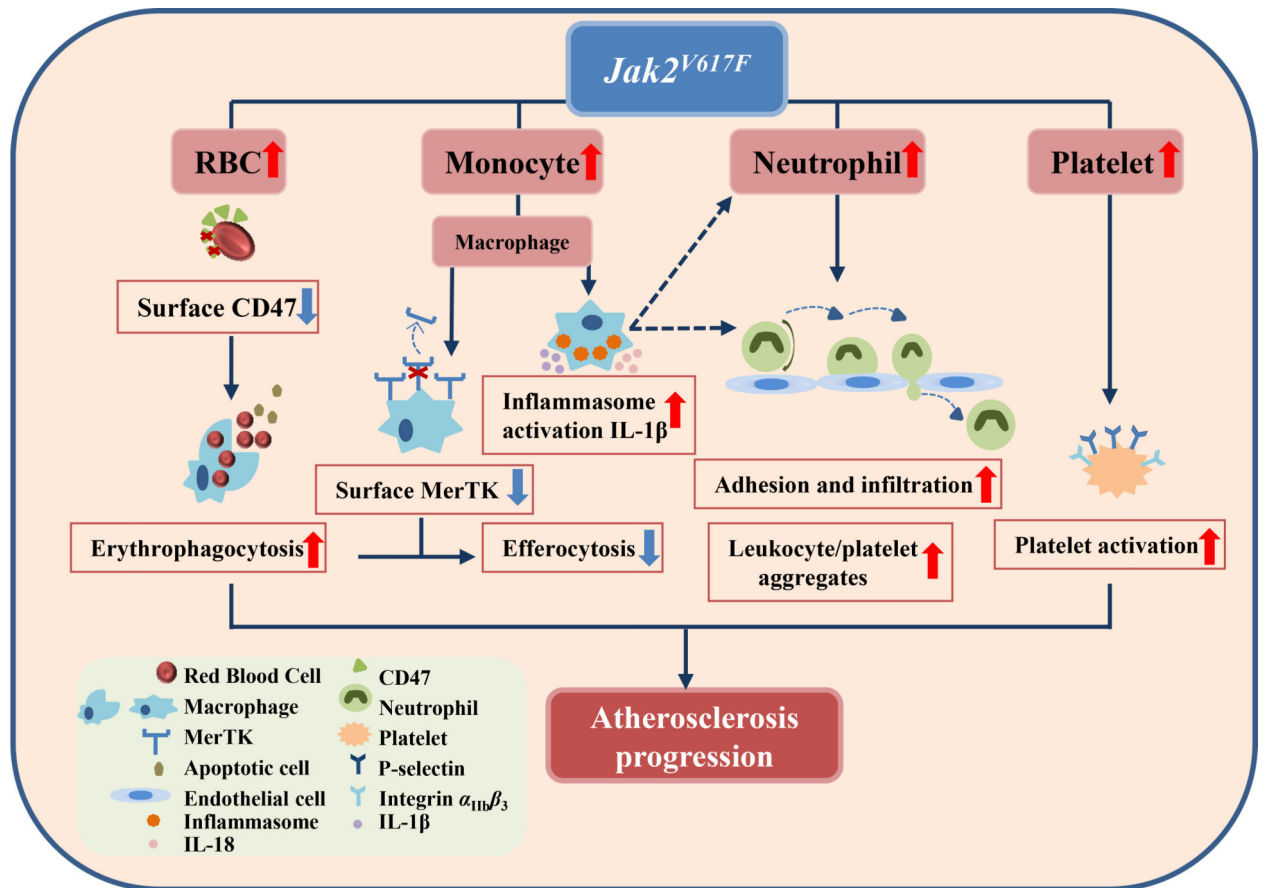 Jak2V617F
RBC
Monocyte
Neutrophil
Platelet
Macrophage
Surface CD47
Inflammasome
activation IL-1β
Surface MerTK
Adhesion and infiltration
Erythrophagocytosis
Efferocytosis
Leukocyte/platelet
aggregates
Platelet activation
Atherosclerosis
progression
Red Blood Cell
Macrophage
MerTK
Apoptotic cell
Endothelial cell
Inflammasome
IL-18
CD47
Neutrophil
Platelet
P-selectin
Integrin αIIbβ3
IL-1β